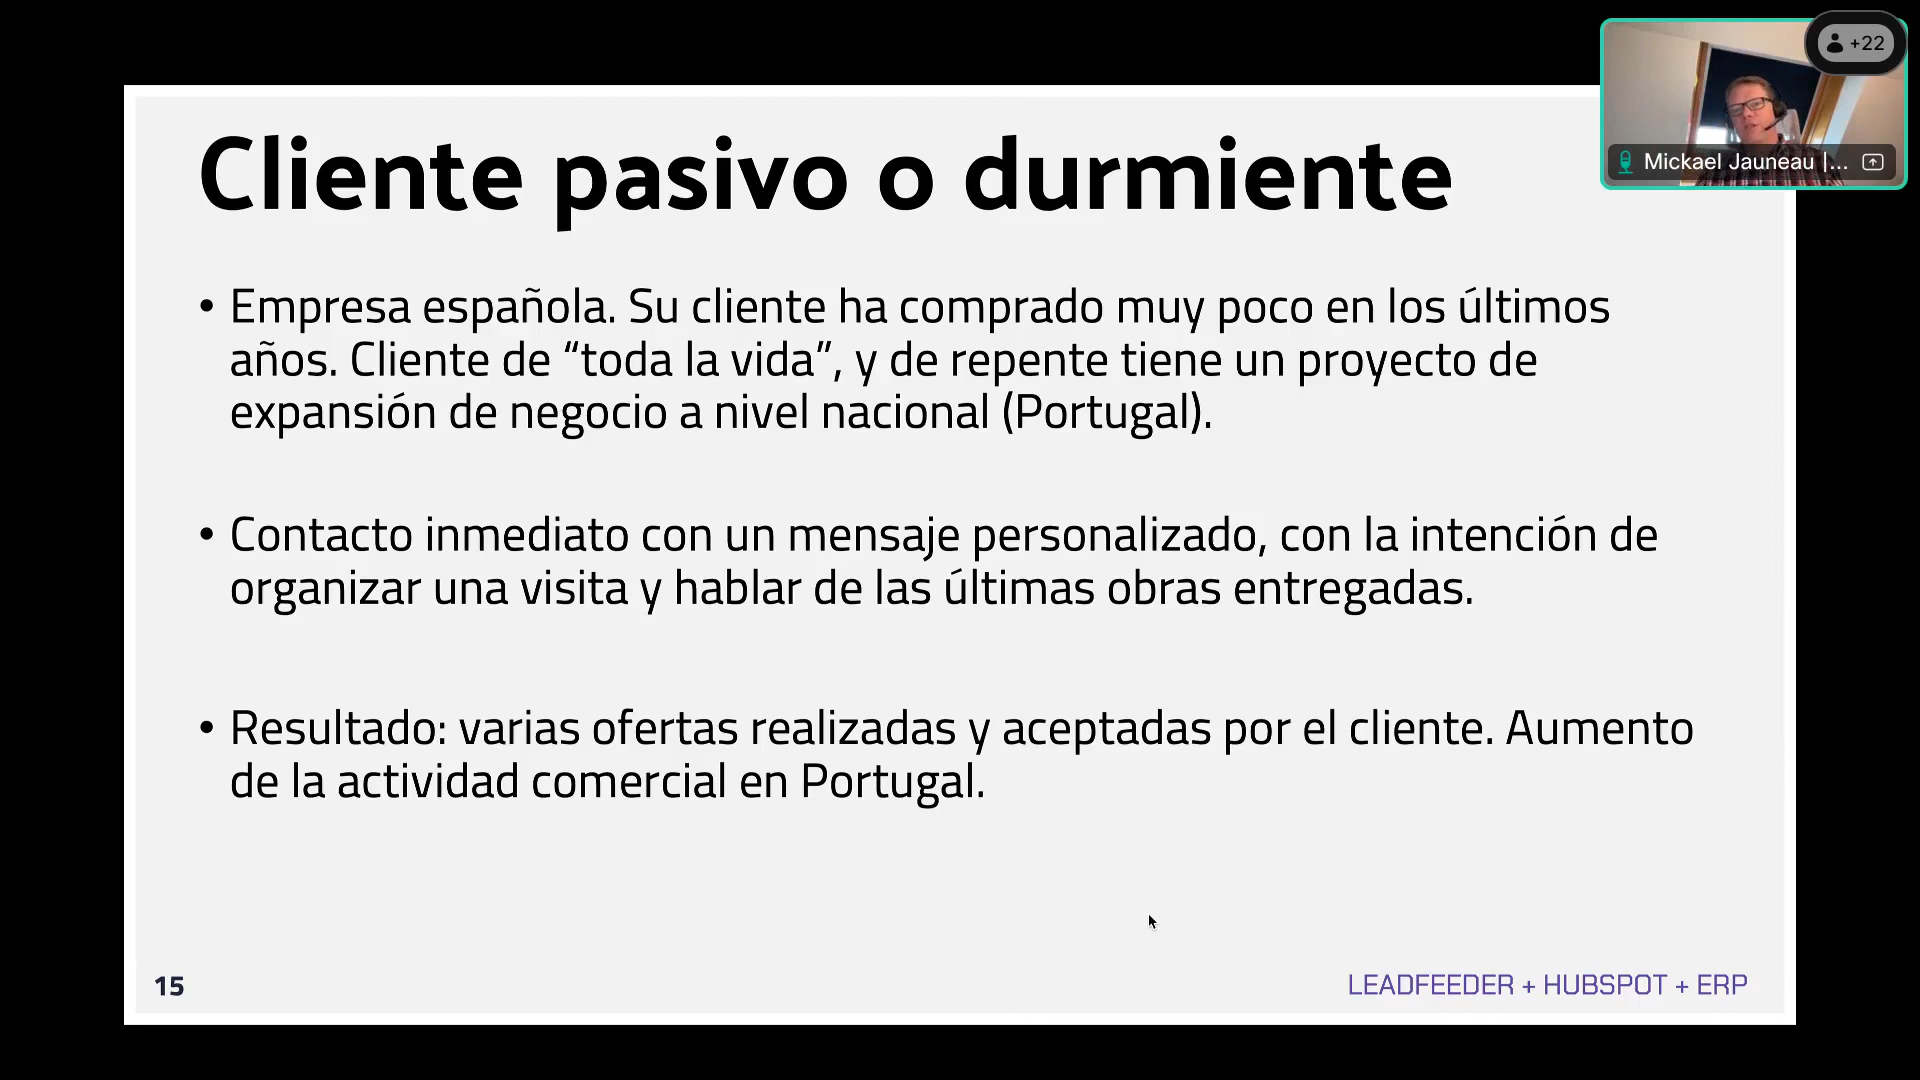 +22
Mickael Jauneau |...
Cliente pasivo o durmiente
• Empresa española. Su cliente ha comprado muy poco en los últimos
años. Cliente de “toda la vida”, y de repente tiene un proyecto de
expansión de negocio a nivel nacional (Portugal).
• Contacto inmediato con un mensaje personalizado, con la intención de
organizar una visita y hablar de las últimas obras entregadas.
• Resultado: varias ofertas realizadas y aceptadas por el cliente. Aumento
de la actividad comercial en Portugal.
15
LEADFEEDER + HUBSPOT + ERP